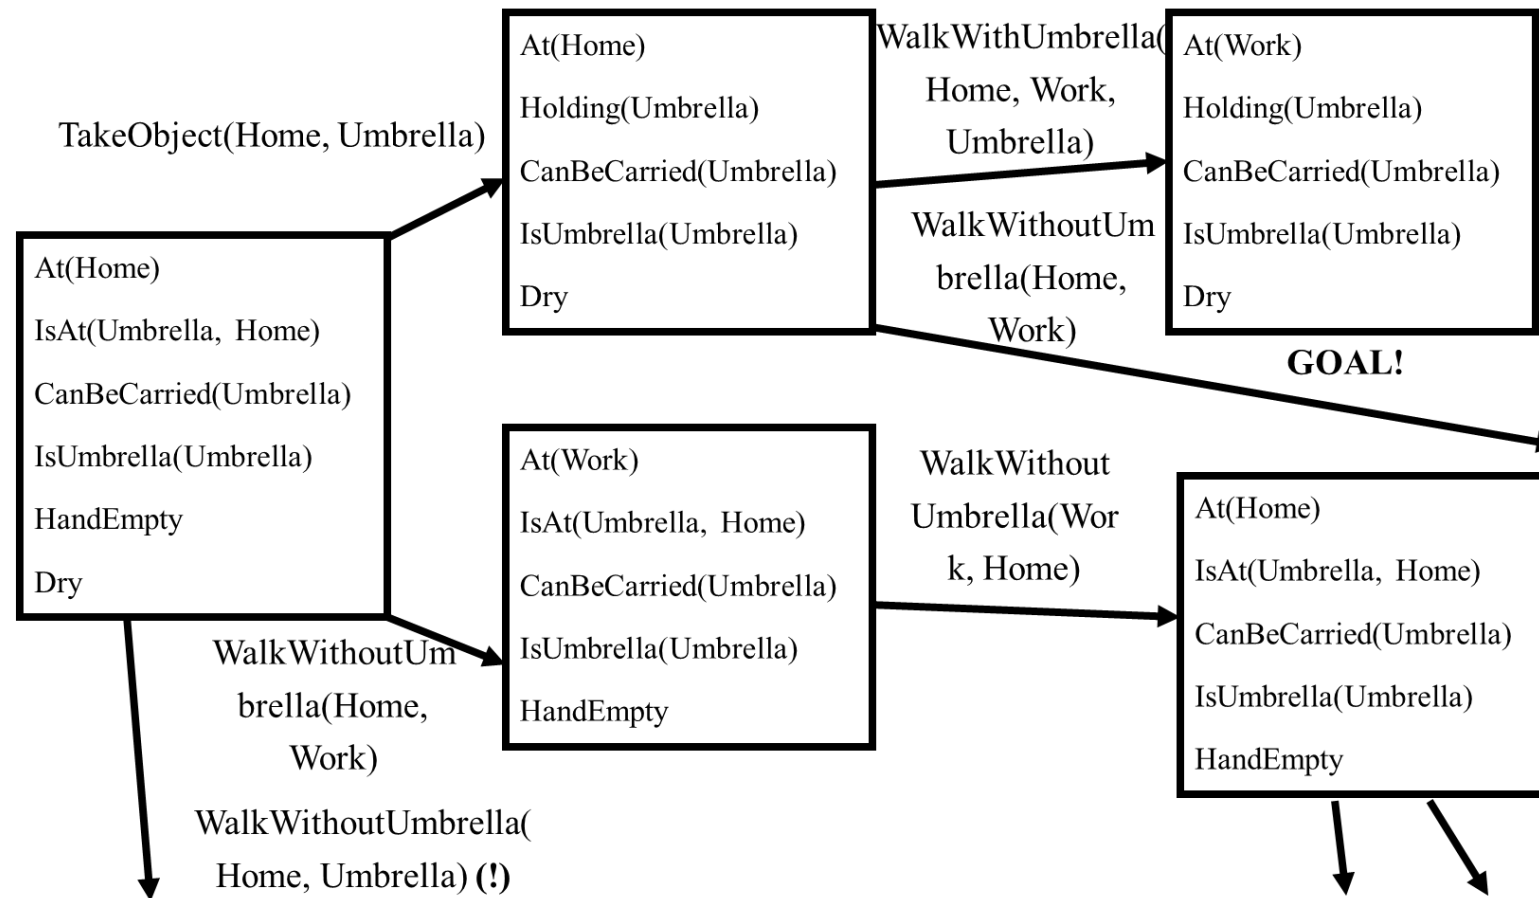 TakeObject(Home, Umbrella)
At(Home)
IsAt(Umbrella, Home)
CanBeCarried(Umbrella)
IsUmbrella(Umbrella)
HandEmpty
Dry
At(Home)
Holding(Umbrella)
CanBeCarried(Umbrella)
IsUmbrella(Umbrella)
Dry
WalkWithUmbrella(
Home, Work,
Umbrella)
WalkWithoutUm
brella(Home,
Work)
At(Work)
Holding(Umbrella)
CanBeCarried(Umbrella)
IsUmbrella(Umbrella)
Dry
GOAL!
WalkWithoutUm
brella(Home,
Work)
WalkWithoutUmbrella(
Home, Umbrella) (!)
At(Work)
IsAt(Umbrella, Home)
CanBeCarried(Umbrella)
IsUmbrella(Umbrella)
HandEmpty
WalkWithout
Umbrella(Wor
k, Home)
At(Home)
IsAt(Umbrella, Home)
CanBeCarried(Umbrella)
IsUmbrella(Umbrella)
HandEmpty